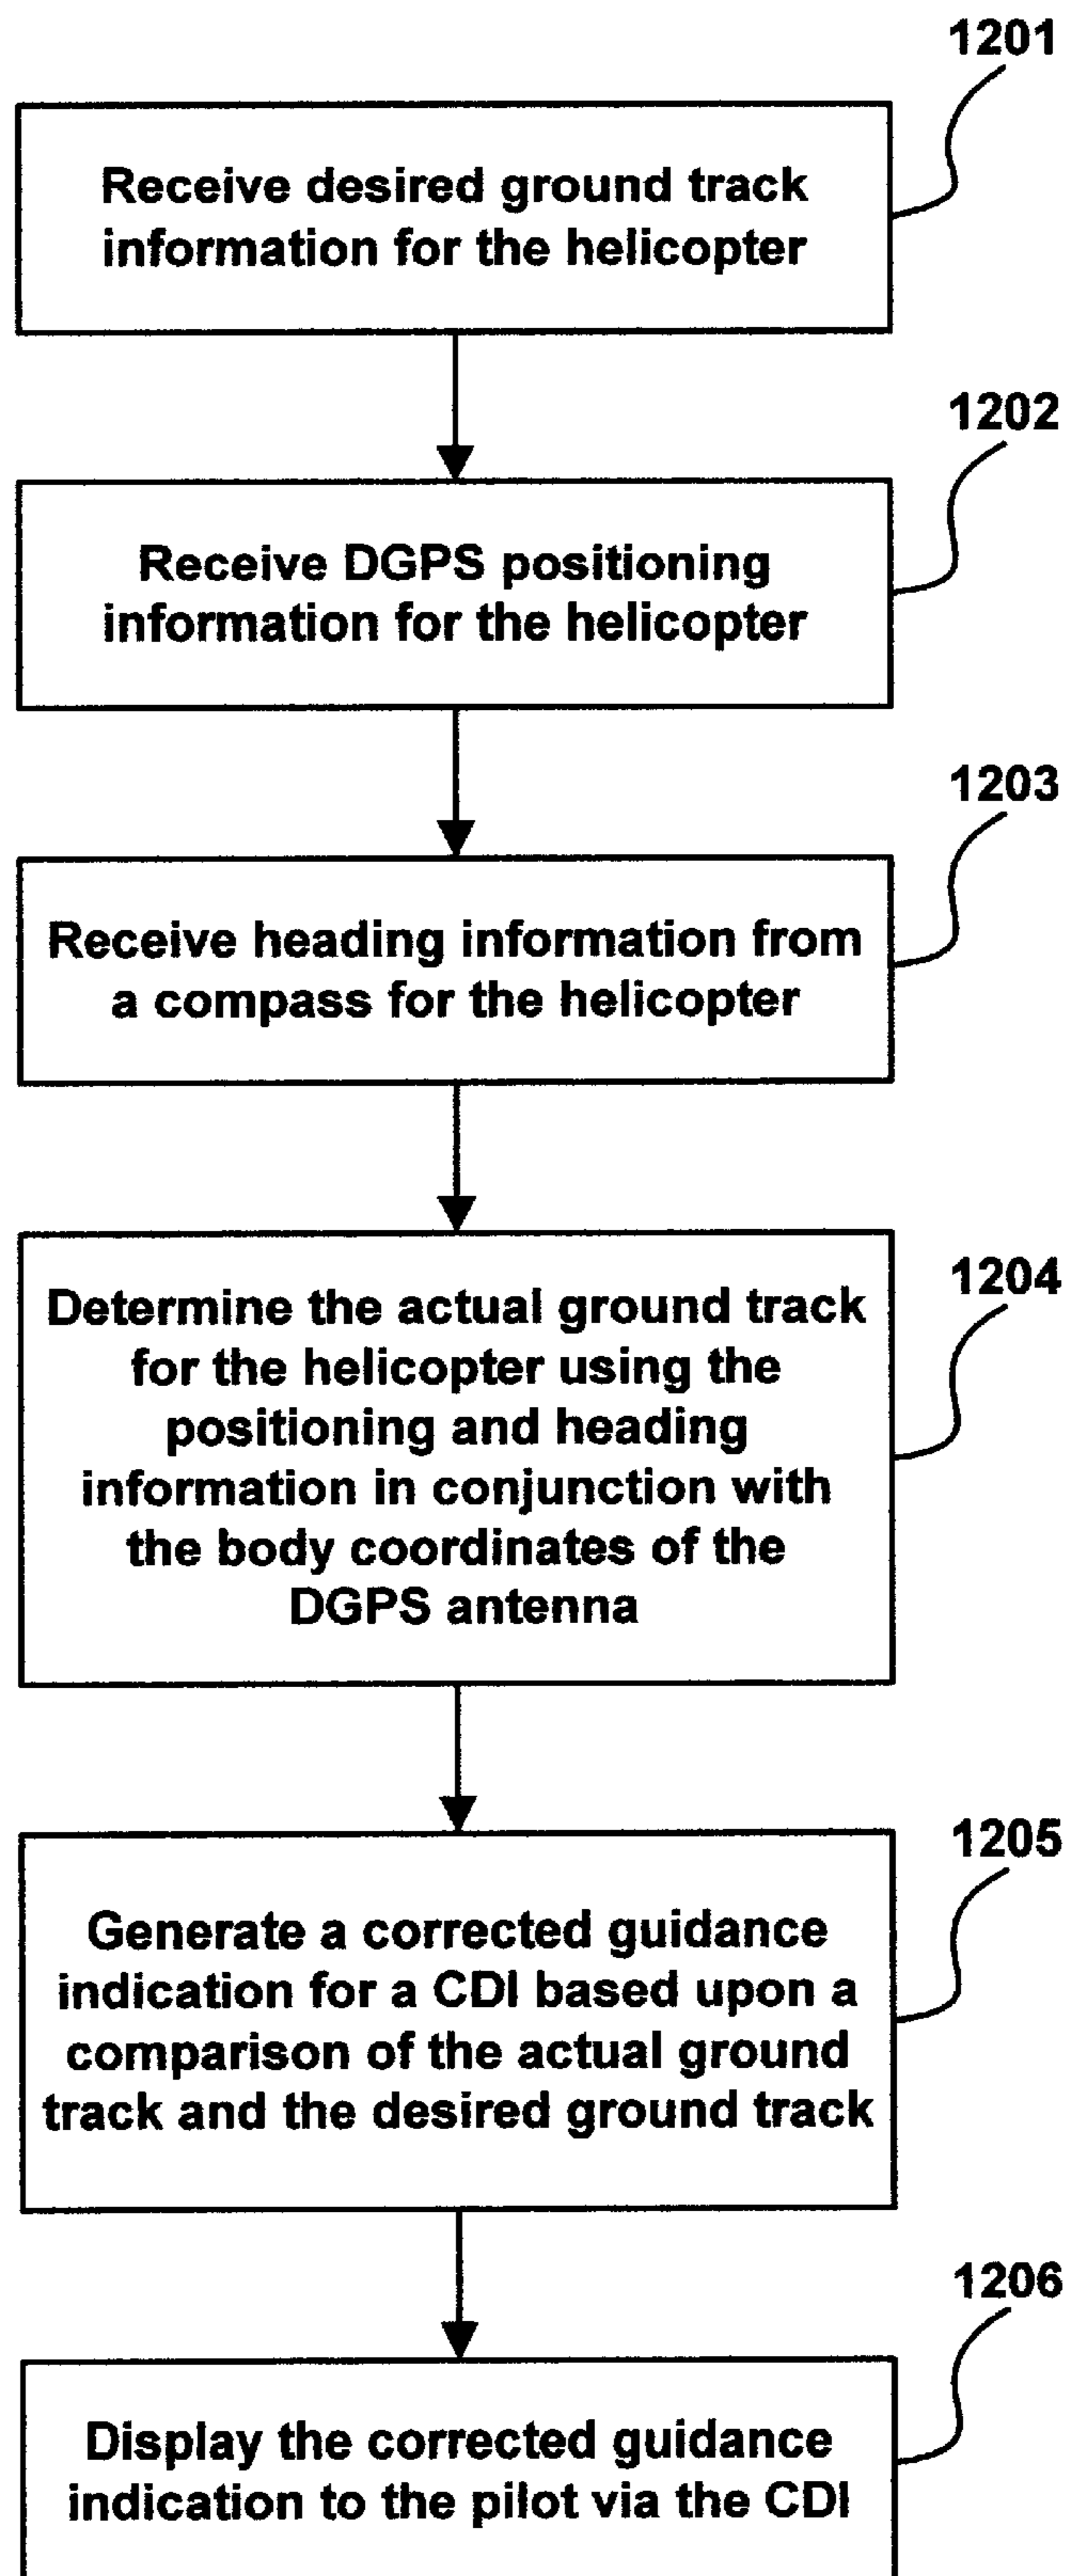 1201
Receive desired ground track
information for the helicopter
1202
Receive DGPS positioning
information for the helicopter
1203
Receive heading information from
a compass for the helicopter
1204
Determine the actual ground track
for the helicopter using the
positioning and heading
information in conjunction with
the body coordinates of the
DGPS antenna
1205
Generate a corrected guidance
indication for a CDI based upon a
comparison of the actual ground
track and the desired ground track
1206
Display the corrected guidance
indication to the pilot via the CDI